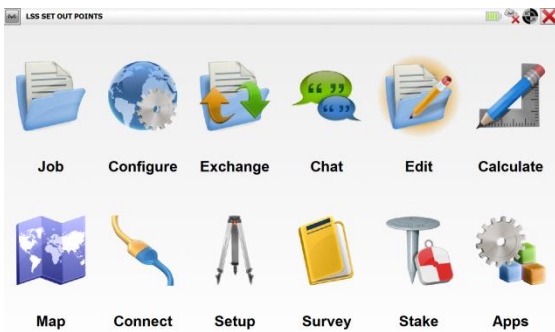 LSS SET OUT POINTS
Job Configure Exchange Chat Edit Calculate
Map Connect Setup Survey Stake Apps